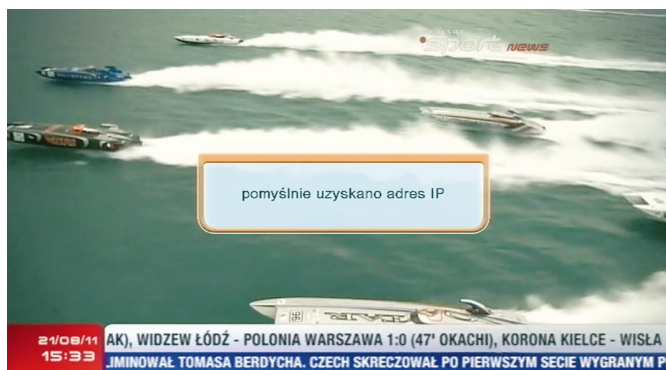 Sport NEWS
pomyślnie uzyskano adres IP
21/08/11
15:33
AK), WIDZEW ŁÓDŹ - POLONIA WARSZAWA 1:0 (47' OKACHI), KORONA KIELCE - WISŁA
LIMINOWAŁ TOMASA BERDYCHA. CZECH SKRECZOWAŁ PO PIERWSZYM SECIE WYGRANYM P